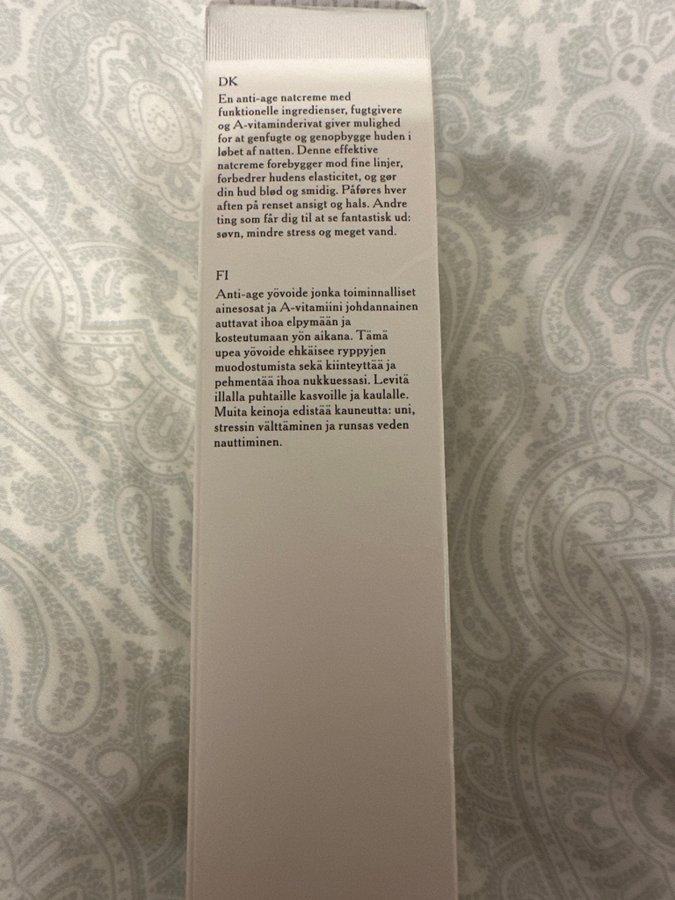 DK
En anti-age natcreme med
funktionelle ingredienser, fugtgivere
og A-vitaminderivat giver mulighed
for at genfugte og genopbygge huden i
løbet af natten. Denne effektive
natcreme forebygger mod fine linjer,
forbedrer hudens elasticitet, og gør
din hud blød og smidig. Påføres hver
aften på renset ansigt og hals. Andre
ting som får dig til at se fantastisk ud:
søvn, mindre stress og meget vand.
FI
Anti-age yövoide jonka toiminnalliset
ainesosat ja A-vitamiini johdannainen
auttavat ihoa elpymään ja
kosteutumaan yön aikana. Tämä
upea yövoide ehkäisee ryppyjen
muodostumista sekä kiinteyttää ja
pehmentää ihoa nukkuessasi. Levitä
illalla puhtaille kasvoille ja kaulalle.
Muita keinoja edistää kauneutta: uni,
stressin välttäminen ja runsas veden
nauttiminen.